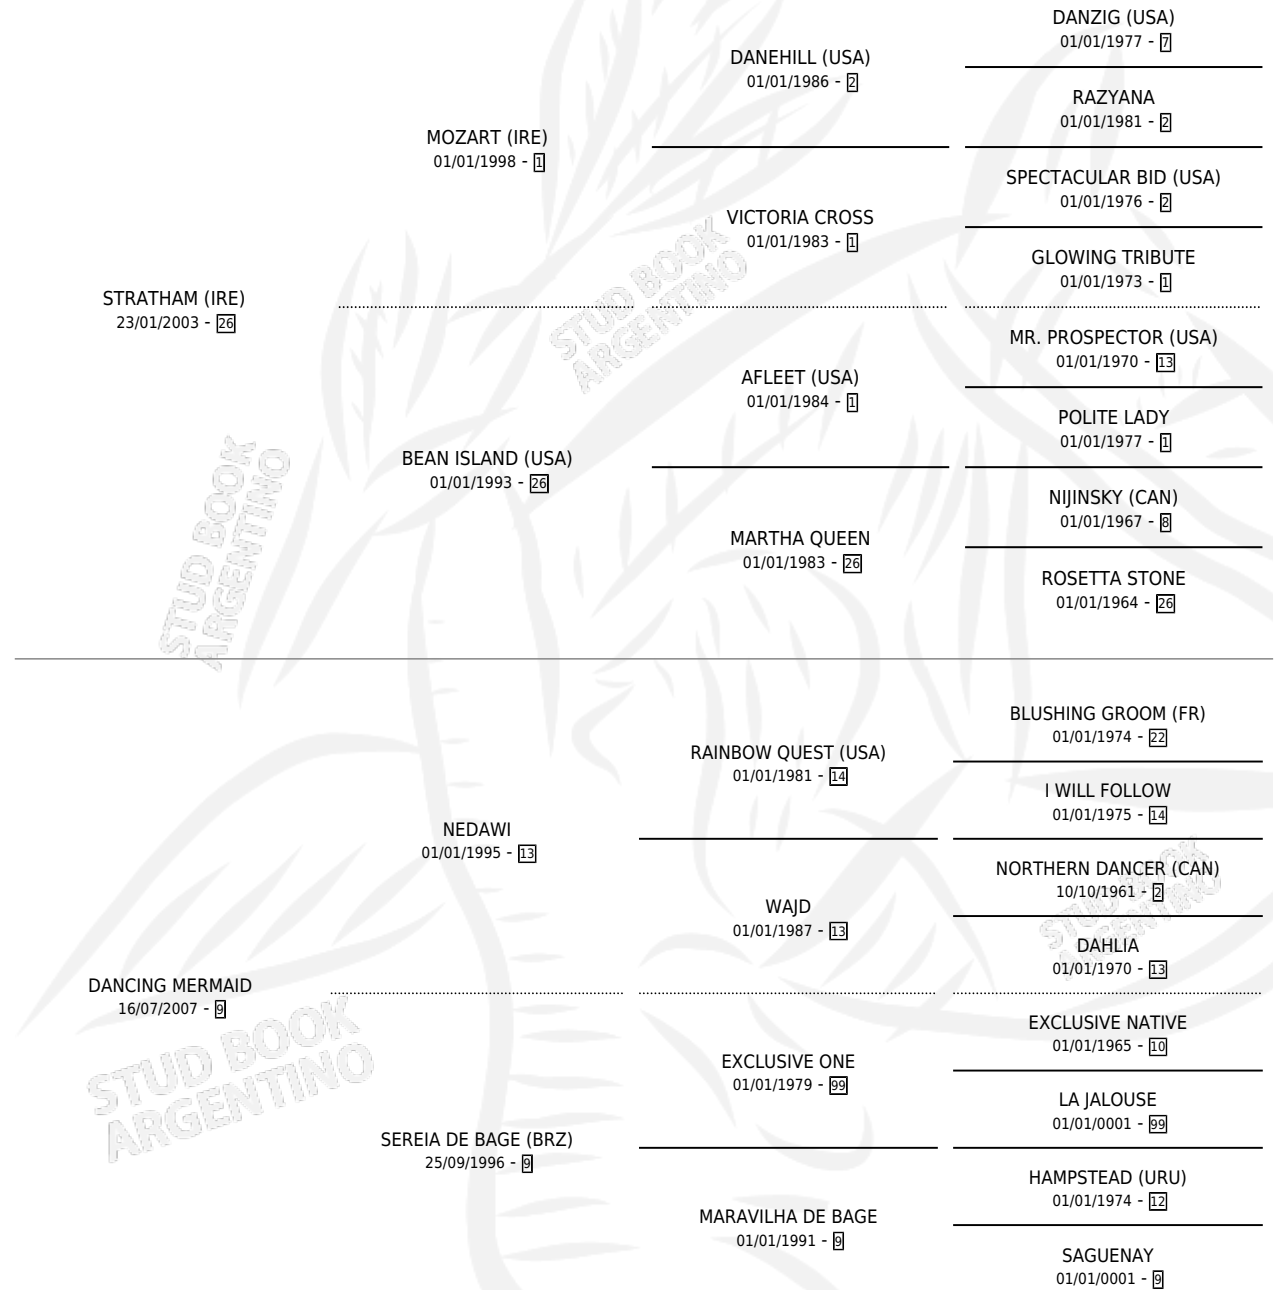 DANZIG (USA)
01/01/1977 - 7
DANEHILL (USA)
01/01/1986 - 2
RAZYANA
01/01/1981 - 2
MOZART (IRE)
01/01/1998 - 1
SPECTACULAR BID (USA)
01/01/1976 - 2
VICTORIA CROSS
01/01/1983 - 1
GLOWING TRIBUTE
01/01/1973 - 1
STRATHAM (IRE)
23/01/2003 - 26
MR. PROSPECTOR (USA)
01/01/1970 - 13
AFLEET (USA)
01/01/1984 - 1
POLITE LADY
01/01/1977 - 1
BEAN ISLAND (USA)
01/01/1993 - 26
NIJINSKY (CAN)
01/01/1967 - 8
MARTHA QUEEN
01/01/1983 - 26
ROSETTA STONE
01/01/1964 - 26
BLUSHING GROOM (FR)
01/01/1974 - 22
RAINBOW QUEST (USA)
01/01/1981 - 14
I WILL FOLLOW
01/01/1975 - 14
NEDAWI
01/01/1995 - 13
NORTHERN DANCER (CAN)
10/10/1961 - 2
WAJD
01/01/1987 - 13
DAHLIA
01/01/1970 - 13
DANCING MERMAID
16/07/2007 - 9
EXCLUSIVE NATIVE
01/01/1965 - 10
EXCLUSIVE ONE
01/01/1979 - 99
LA JALOUSE
01/01/0001 - 99
SEREIA DE BAGE (BRZ)
25/09/1996 - 9
HAMPSTEAD (URU)
01/01/1974 - 12
MARAVILHA DE BAGE
01/01/1991 - 9
SAGUENAY
01/01/0001 - 9
STUD BOOK
ARGENTINO
STUD BOOK
ARGENTINO
STUD BOOK
ARGENTINO
STUD BOOK
ARGENTINO